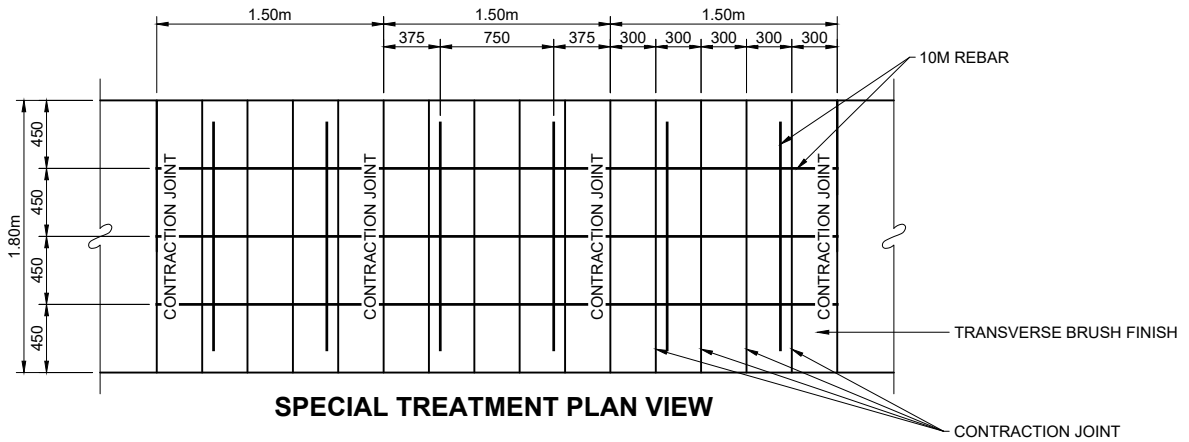 1.50m
1.50m
1.50m
375
750
375
300
300
300
300
300
10M REBAR
450
450
450
450
1.80m
CONTRACTION JOINT
CONTRACTION JOINT
CONTRACTION JOINT
CONTRACTION JOINT
TRANSVERSE BRUSH FINISH
SPECIAL TREATMENT PLAN VIEW
CONTRACTION JOINT